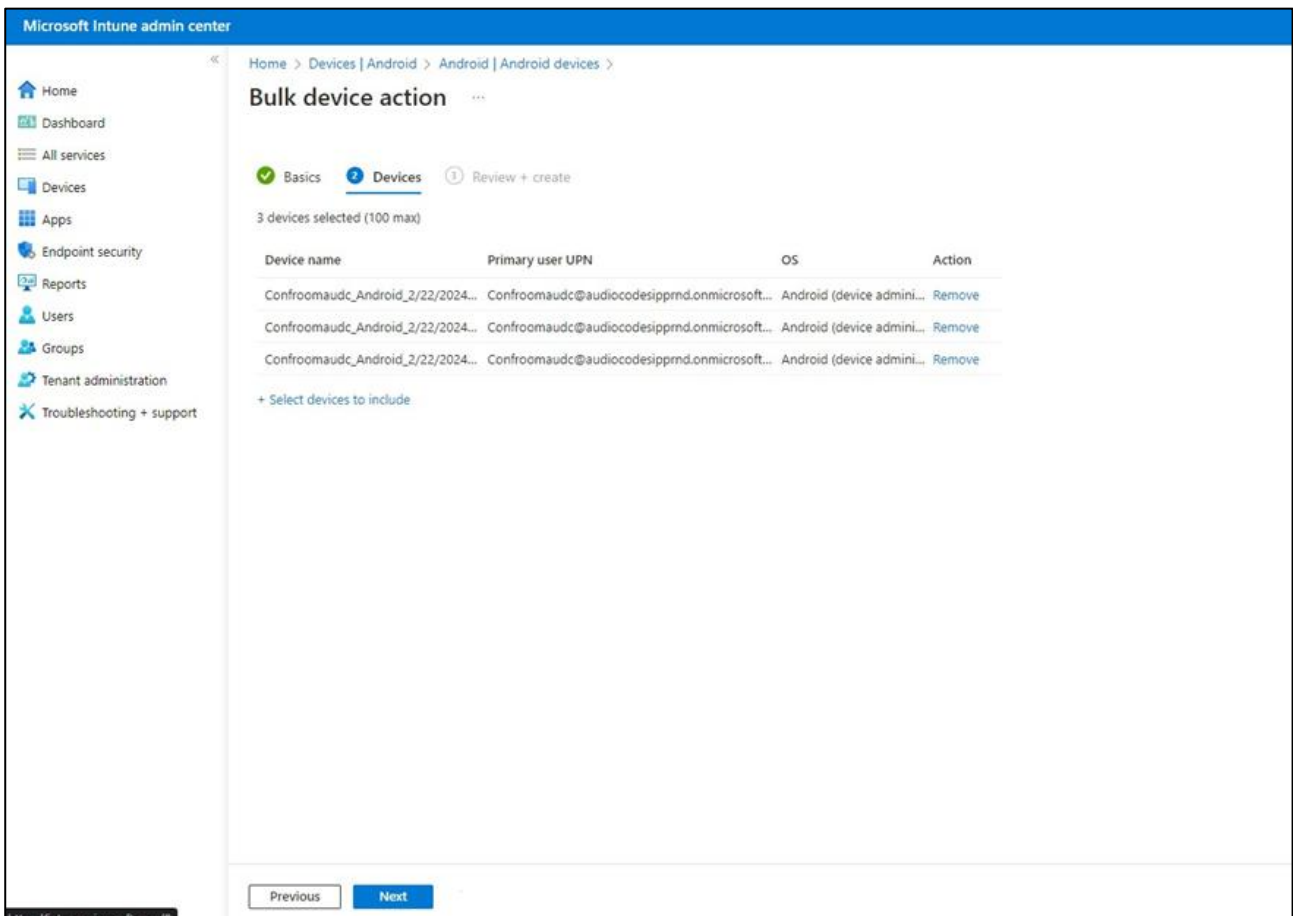 Microsoft Intune admin center
«
Home > Devices | Android > Android | Android devices >
Home
Bulk device action ...
Dashboard
All services
Devices
Basics 2 Devices 3 Review + create
Apps
3 devices selected (100 max)
Endpoint security
Device name Primary user UPN OS Action
Reports
Confroomaudc_Android_2/22/2024... Confroomaudc@audiocodesipprnd.onmicrosoft... Android (device admini... Remove
Users
Confroomaudc_Android_2/22/2024... Confroomaudc@audiocodesipprnd.onmicrosoft... Android (device admini... Remove
Groups
Confroomaudc_Android_2/22/2024... Confroomaudc@audiocodesipprnd.onmicrosoft... Android (device admini... Remove
Tenant administration
+ Select devices to include
Troubleshooting + support
Previous Next